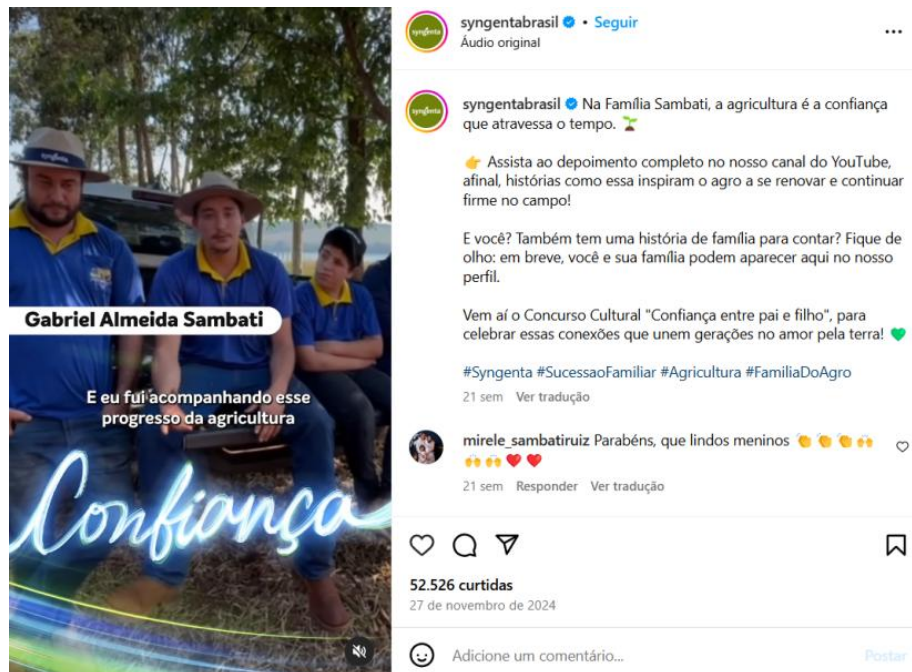 syngenta
Gabriel Almeida Sambati
E eu fui acompanhando esse
progresso da agricultura
Confiança
syngenta
syngentabrasil • Seguir
Áudio original
syngenta
syngentabrasil Na Família Sambati, a agricultura é a confiança
que atravessa o tempo. 🌱
👉 Assista ao depoimento completo no nosso canal do YouTube,
afinal, histórias como essa inspiram o agro a se renovar e continuar
firme no campo!
E você? Também tem uma história de família para contar? Fique de
olho: em breve, você e sua família podem aparecer aqui no nosso
perfil.
Vem aí o Concurso Cultural "Confiança entre pai e filho", para
celebrar essas conexões que unem gerações no amor pela terra! 💚
#Syngenta #SucessaoFamiliar #Agricultura #FamiliaDoAgro
21 sem Ver tradução
mirele_sambatiruiz Parabéns, que lindos meninos 👏👏👏🙌
🙌🙌❤️❤️
21 sem Responder Ver tradução
52.526 curtidas
27 de novembro de 2024
Adicione um comentário...
Postar